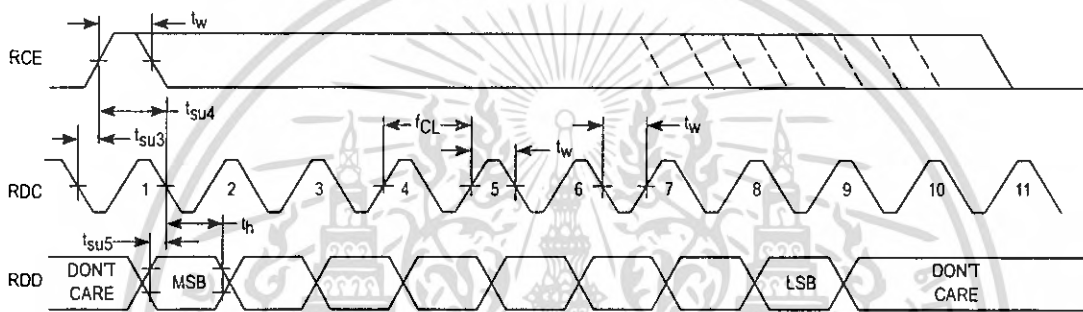 tw
RCE
tsu4
tsu3
fCL
tw
tw
RDC 1 2 3 4 5 6 7 8 9 10 11
tsu5
th
RDD DON'T CARE MSB LSB DON'T CARE